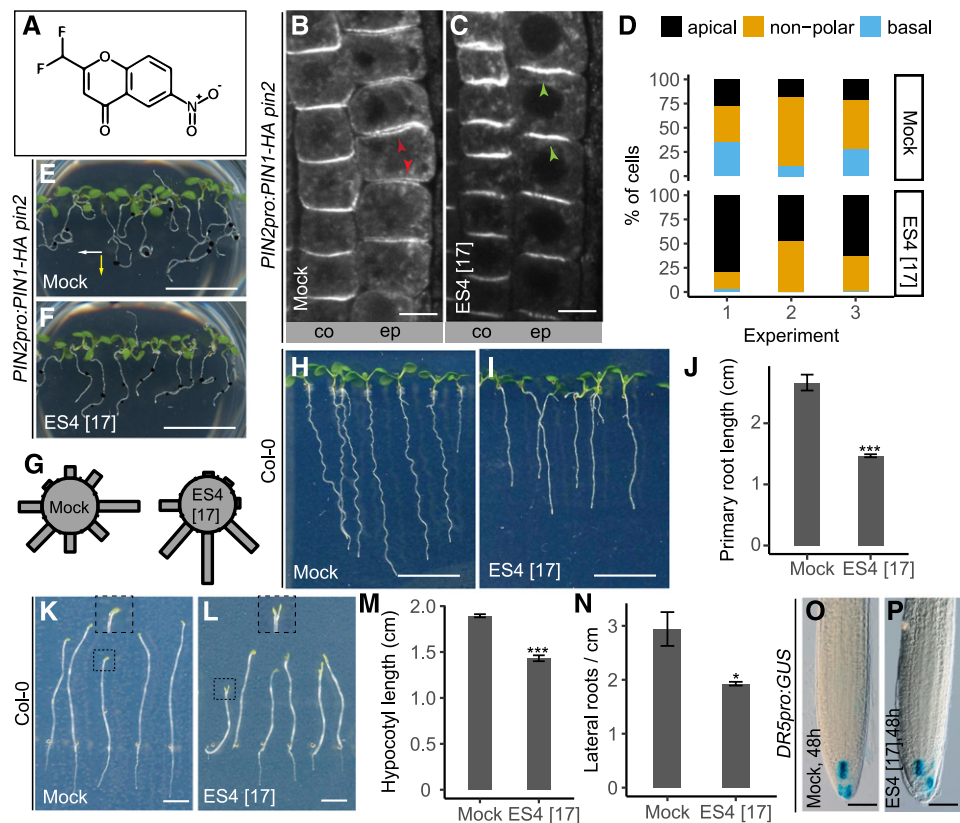 A
F
F
O
O
N
+
O
-
O
B
C
D
apical
non-polar
basal
PIN2pro:PIN1-HA pin2
Mock
ES4 [17]
co
ep
co
ep
% of cells
100
75
50
25
0
100
75
50
25
0
Mock
ES4 [17]
1
2
3
Experiment
PIN2pro:PIN1-HA pin2
E
Mock
F
ES4 [17]
G
Mock
ES4
[17]
Col-0
H
Mock
I
ES4 [17]
J
Primary root length (cm)
2
1
0
***
Mock
ES4 [17]
Col-0
K
Mock
L
ES4 [17]
M
Hypocotyl length (cm)
2.0
1.5
1.0
0.5
0
***
Mock
ES4 [17]
N
Lateral roots / cm
3
2
1
0
*
Mock
ES4 [17]
DR5pro:GUS
O
Mock, 48h
P
ES4 [17],48h